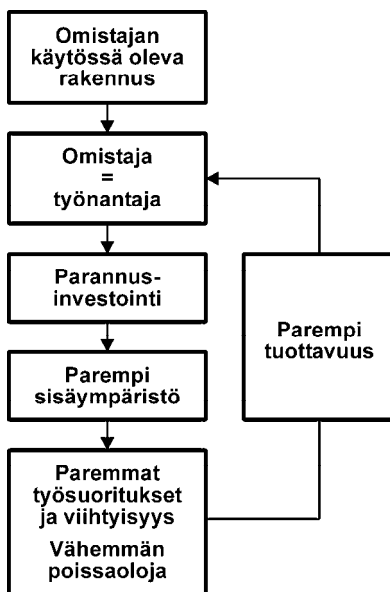 Omistajan
käytössä oleva
rakennus
Omistaja
=
työnantaja
Parannus-
investointi
Parempi
sisäympäristö
Paremmat
työsuoritukset
ja viihtyisyys
Vähemmän
poissaoloja
Parempi
tuottavuus